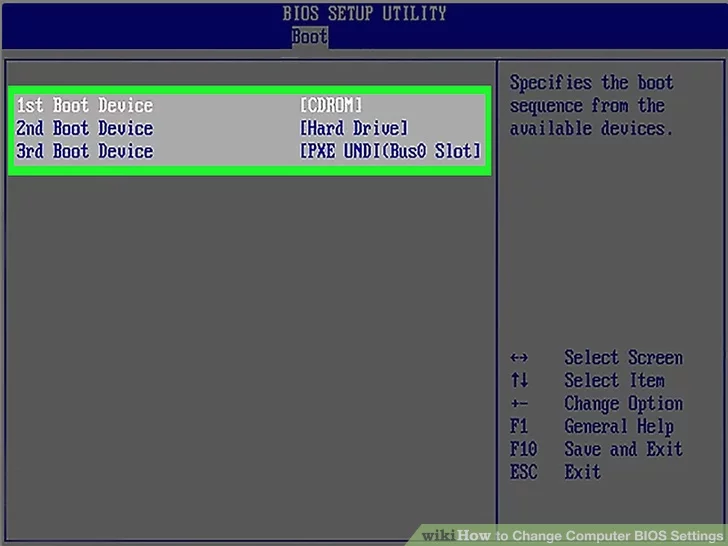 BIOS SETUP UTILITY
Boot
1st Boot Device [CDROM]
2nd Boot Device [Hard Drive]
3rd Boot Device [PXE UNDI(Bus0 Slot]
Specifies the boot
sequence from the
available devices.
↔ Select Screen
↑↓ Select Item
+- Change Option
F1 General Help
F10 Save and Exit
ESC Exit
wikiHow to Change Computer BIOS Settings